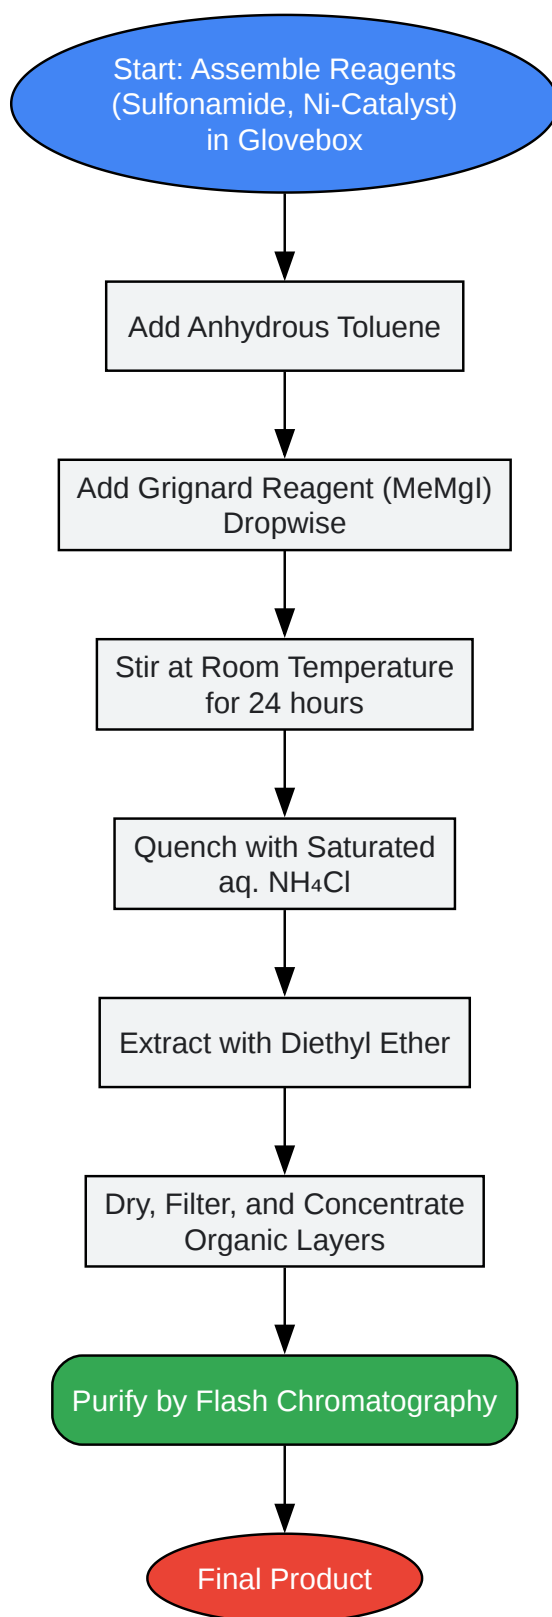 Start: Assemble Reagents
(Sulfonamide, Ni-Catalyst)
in Glovebox
Add Anhydrous Toluene
Add Grignard Reagent (MeMgI)
Dropwise
Stir at Room Temperature
for 24 hours
Quench with Saturated
aq. NH₄Cl
Extract with Diethyl Ether
Dry, Filter, and Concentrate
Organic Layers
Purify by Flash Chromatography
Final Product